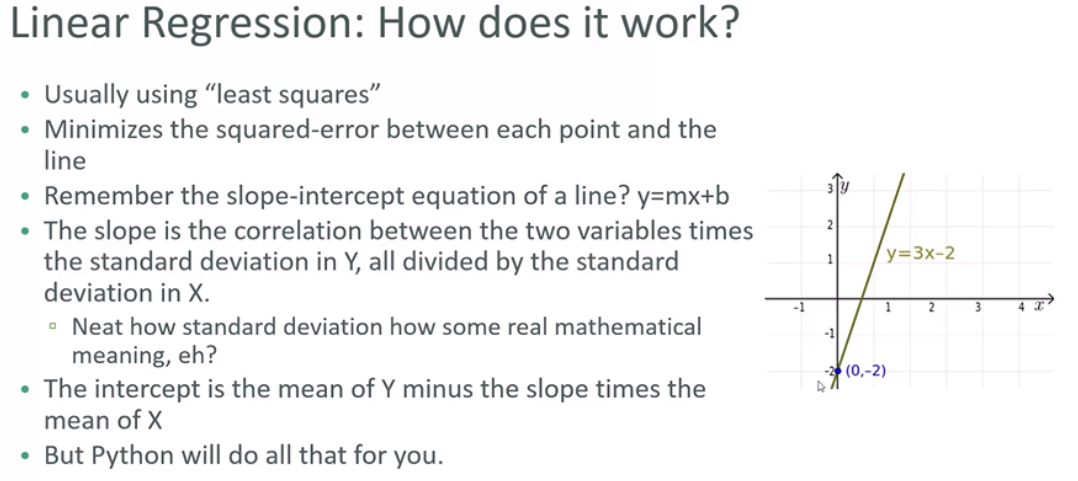 Linear Regression: How does it work?
• Usually using “least squares”
• Minimizes the squared-error between each point and the
line
• Remember the slope-intercept equation of a line? y=mx+b
• The slope is the correlation between the two variables times
the standard deviation in Y, all divided by the standard
deviation in X.
▫ Neat how standard deviation how some real mathematical
meaning, eh?
• The intercept is the mean of Y minus the slope times the
mean of X
• But Python will do all that for you.
3 y
2
1
y=3x-2
-1 1 2 3 4 x
-1
-2 (0,-2)